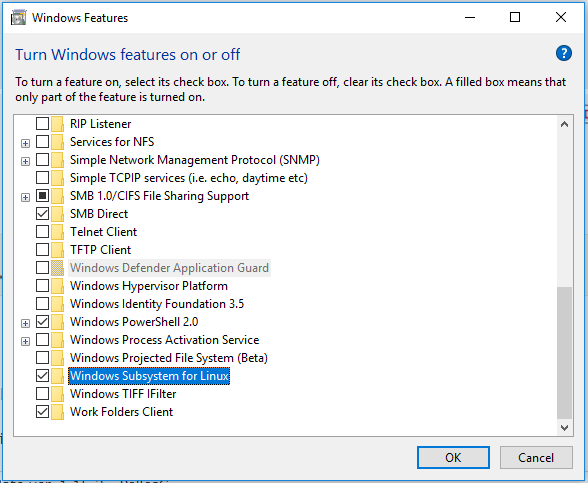 Windows Features
Turn Windows features on or off
To turn a feature on, select its check box. To turn a feature off, clear its check box. A filled box means that
only part of the feature is turned on.
RIP Listener
Services for NFS
Simple Network Management Protocol (SNMP)
Simple TCPIP services (i.e. echo, daytime etc)
SMB 1.0/CIFS File Sharing Support
SMB Direct
Telnet Client
TFTP Client
Windows Defender Application Guard
Windows Hypervisor Platform
Windows Identity Foundation 3.5
Windows PowerShell 2.0
Windows Process Activation Service
Windows Projected File System (Beta)
Windows Subsystem for Linux
Windows TIFF IFilter
Work Folders Client
OK
Cancel